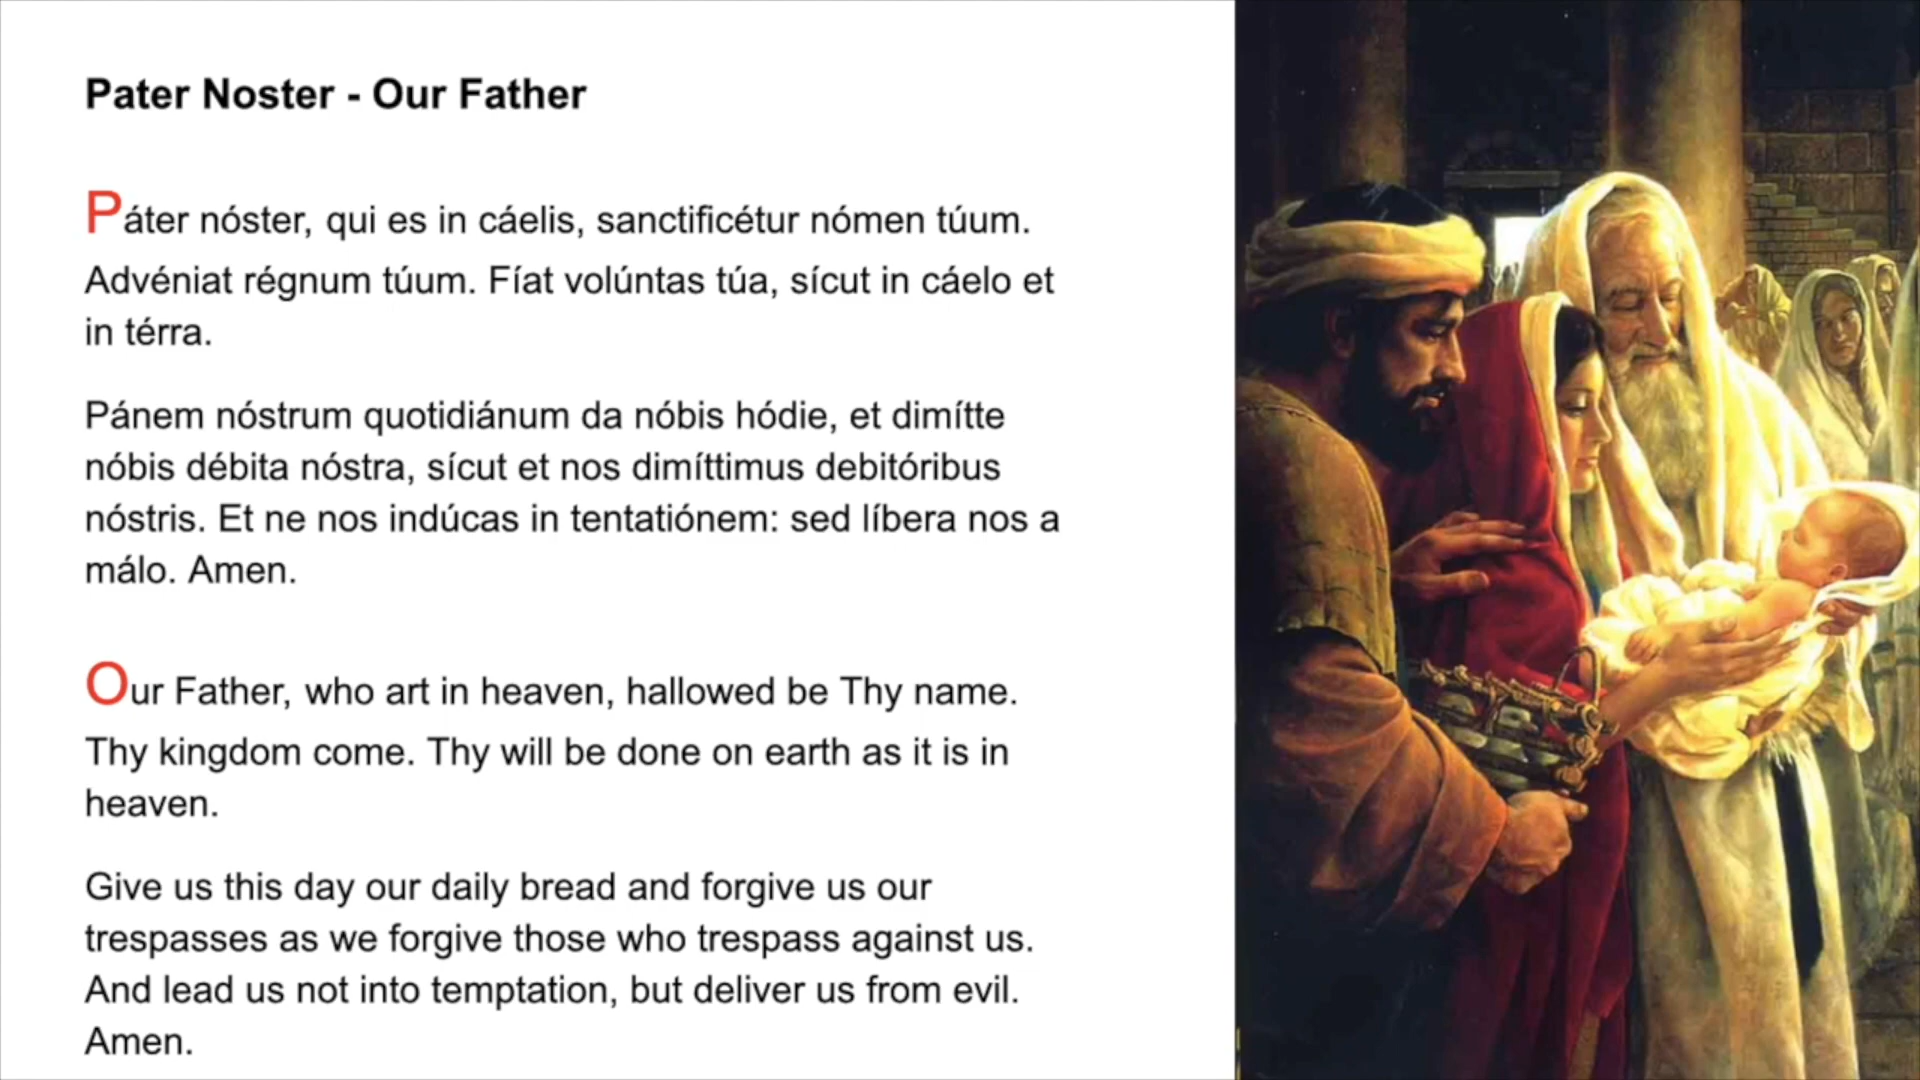 Pater Noster - Our Father
Páter nóster, qui es in cáelis, sanctificétur nómen túum.
Advéniat régnum túum. Fíat volúntas túa, sícut in cáelo et
in térra.
Pánem nóstrum quotidiánum da nóbis hódie, et dimítte
nóbis débita nóstra, sícut et nos dimíttimus debitóribus
nóstris. Et ne nos indúcas in tentatiónem: sed líbera nos a
málo. Amen.
Our Father, who art in heaven, hallowed be Thy name.
Thy kingdom come. Thy will be done on earth as it is in
heaven.
Give us this day our daily bread and forgive us our
trespasses as we forgive those who trespass against us.
And lead us not into temptation, but deliver us from evil.
Amen.